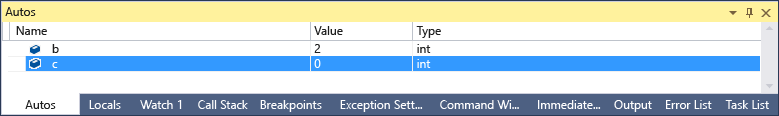 Autos
Name Value Type
b 2 int
c 0 int
Autos Locals Watch 1 Call Stack Breakpoints Exception Sett... Command Wi... Immediate... Output Error List Task List